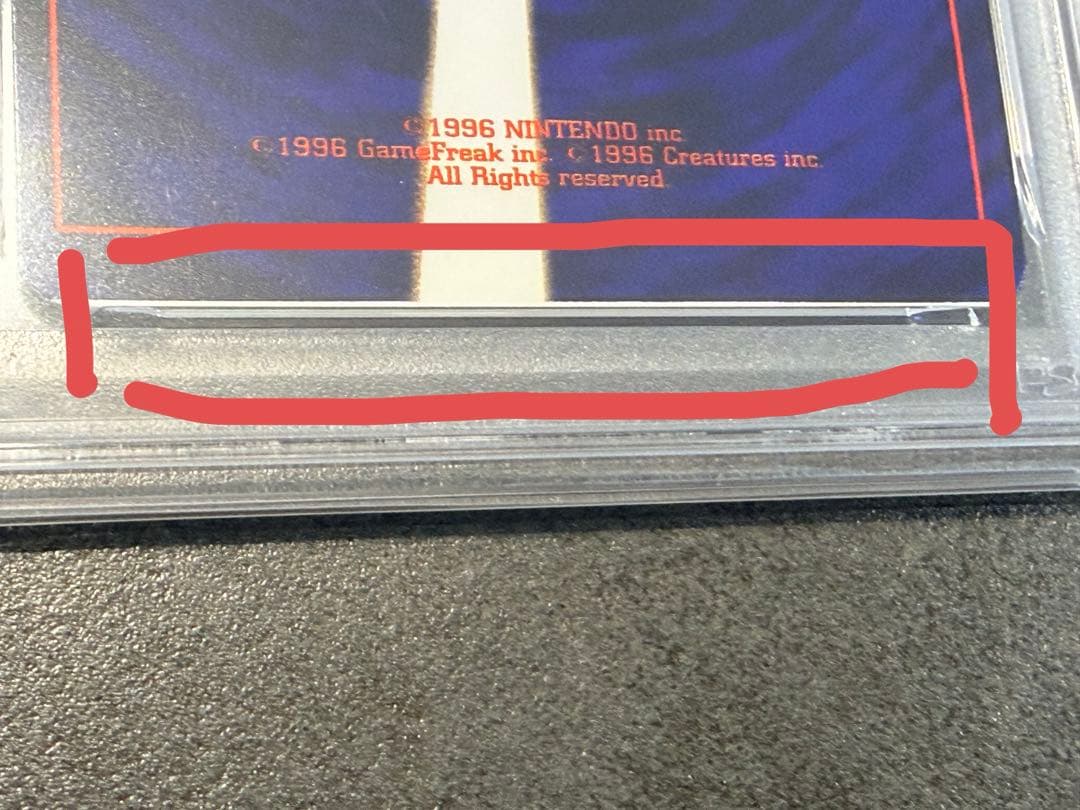 ©1996 NINTENDO inc.
©1996 GameFreak inc. ©1996 Creatures inc.
All Rights reserved.